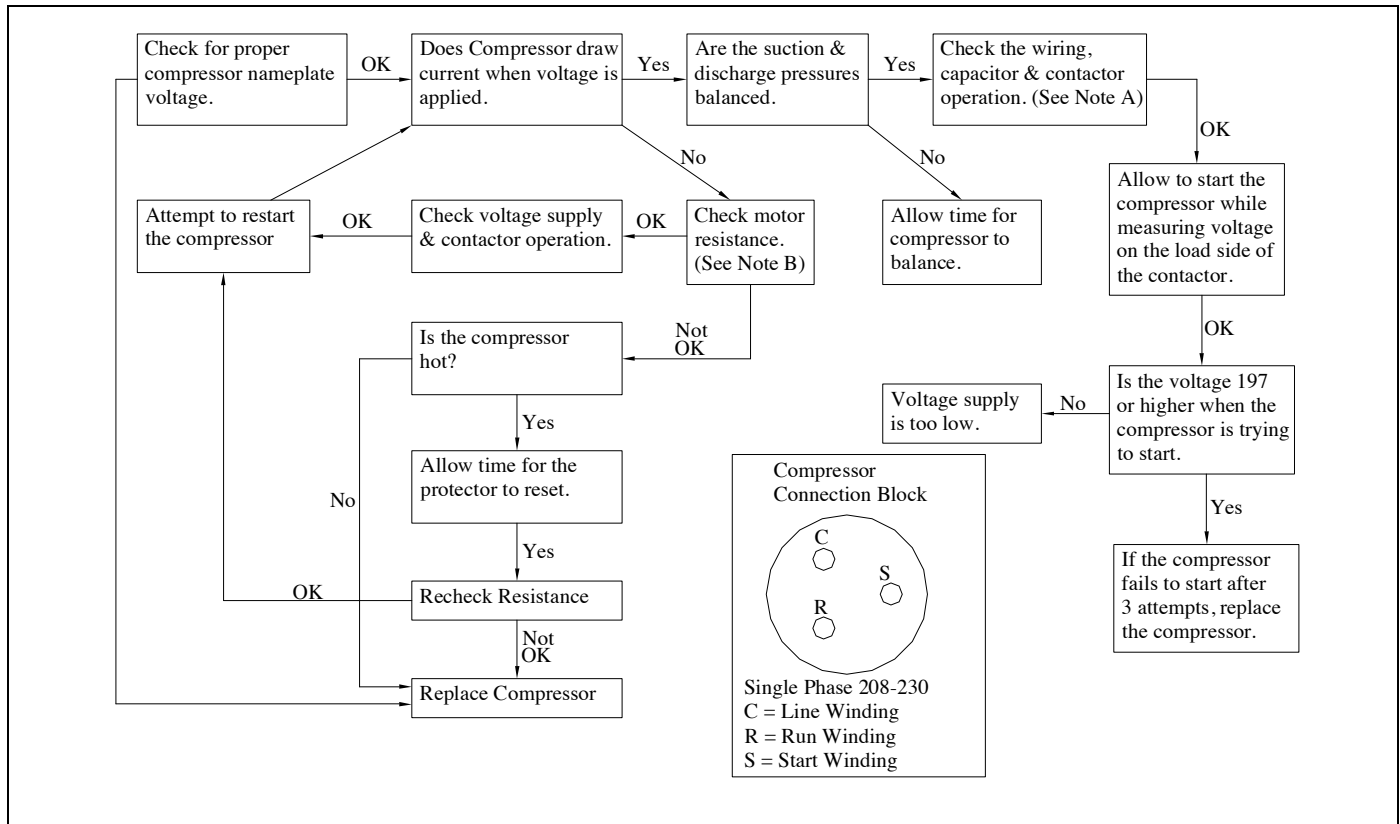 Check for proper
compressor nameplate
voltage.
OK
Does Compressor draw
current when voltage is
applied.
Yes
Are the suction &
discharge pressures
balanced.
Yes
Check the wiring,
capacitor & contactor
operation. (See Note A)
OK
No
No
Attempt to restart
the compressor
OK
Check voltage supply
& contactor operation.
OK
Check motor
resistance.
(See Note B)
Allow time for
compressor to
balance.
Allow to start the
compressor while
measuring voltage
on the load side of
the contactor.
OK
Not
OK
Is the compressor
hot?
Yes
No
Allow time for the
protector to reset.
Yes
OK
Recheck Resistance
Not
OK
Replace Compressor
Voltage supply
is too low.
No
Is the voltage 197
or higher when the
compressor is trying
to start.
Yes
If the compressor
fails to start after
3 attempts, replace
the compressor.
Compressor
Connection Block
C
S
R
Single Phase 208-230
C = Line Winding
R = Run Winding
S = Start Winding